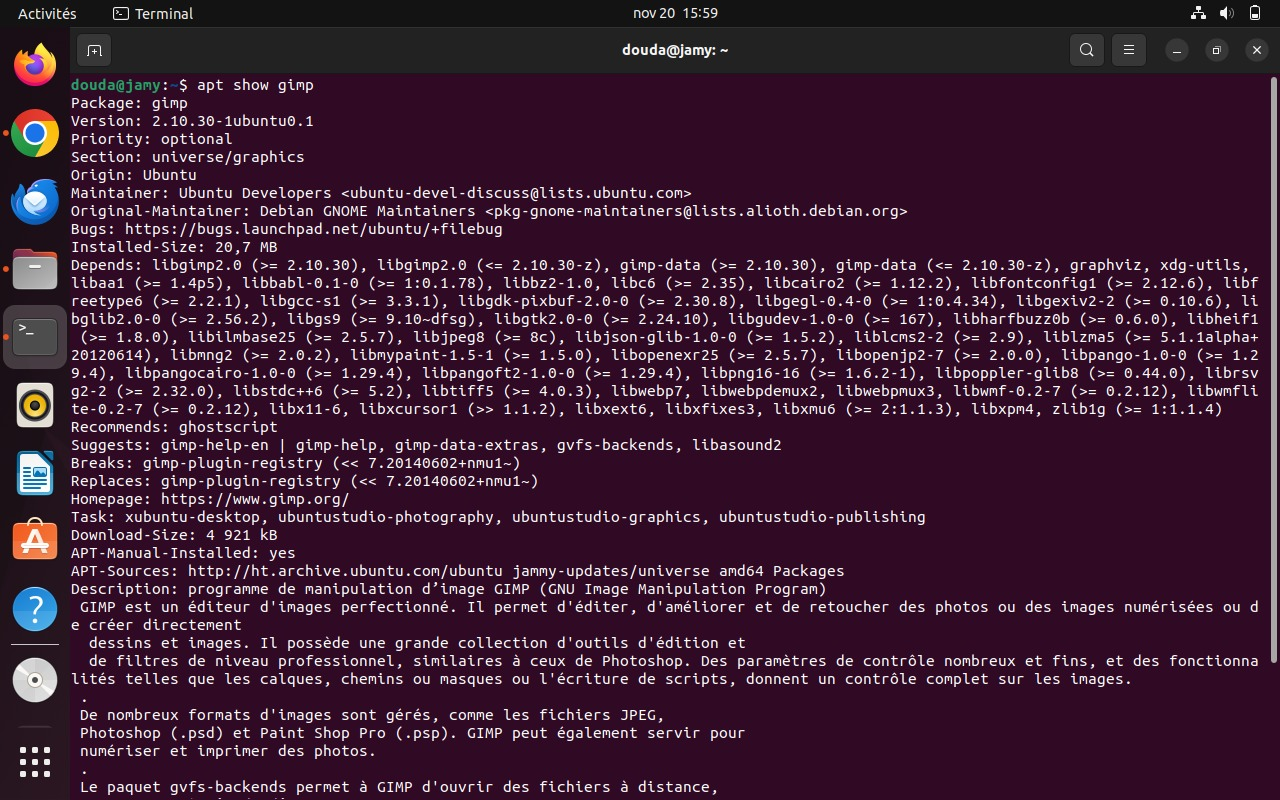 Activités
Terminal
nov 20 15:59
douda@jamy: ~
douda@jamy:~$ apt show gimp
Package: gimp
Version: 2.10.30-1ubuntu0.1
Priority: optional
Section: universe/graphics
Origin: Ubuntu
Maintainer: Ubuntu Developers <ubuntu-devel-discuss@lists.ubuntu.com>
Original-Maintainer: Debian GNOME Maintainers <pkg-gnome-maintainers@lists.alioth.debian.org>
Bugs: https://bugs.launchpad.net/ubuntu/+filebug
Installed-Size: 20,7 MB
Depends: libgimp2.0 (>= 2.10.30), libgimp2.0 (<= 2.10.30-z), gimp-data (>= 2.10.30), gimp-data (<= 2.10.30-z), graphviz, xdg-utils,
libaa1 (>= 1.4p5), libbabl-0.1-0 (>= 1:0.1.78), libbz2-1.0, libc6 (>= 2.35), libcairo2 (>= 1.12.2), libfontconfig1 (>= 2.12.6), libf
reetype6 (>= 2.2.1), libgcc-s1 (>= 3.3.1), libgdk-pixbuf-2.0-0 (>= 2.30.8), libgegl-0.4-0 (>= 1:0.4.34), libgexiv2-2 (>= 0.10.6), li
bglib2.0-0 (>= 2.56.2), libgs9 (>= 9.10~dfsg), libgtk2.0-0 (>= 2.24.10), libgudev-1.0-0 (>= 167), libharfbuzz0b (>= 0.6.0), libheif1
(>= 1.8.0), libilmbase25 (>= 2.5.7), libjpeg8 (>= 8c), libjson-glib-1.0-0 (>= 1.5.2), liblcms2-2 (>= 2.9), liblzma5 (>= 5.1.1alpha+
20120614), libmng2 (>= 2.0.2), libmypaint-1.5-1 (>= 1.5.0), libopenexr25 (>= 2.5.7), libopenjp2-7 (>= 2.0.0), libpango-1.0-0 (>= 1.2
9.4), libpangocairo-1.0-0 (>= 1.29.4), libpangoft2-1.0-0 (>= 1.29.4), libpng16-16 (>= 1.6.2-1), libpoppler-glib8 (>= 0.44.0), librsv
g2-2 (>= 2.32.0), libstdc++6 (>= 5.2), libtiff5 (>= 4.0.3), libwebp7, libwebpdemux2, libwebpmux3, libwmf-0.2-7 (>= 0.2.12), libwmfli
te-0.2-7 (>= 0.2.12), libx11-6, libxcursor1 (>> 1.1.2), libxext6, libxfixes3, libxmu6 (>= 2:1.1.3), libxpm4, zlib1g (>= 1:1.1.4)
Recommends: ghostscript
Suggests: gimp-help-en | gimp-help, gimp-data-extras, gvfs-backends, libasound2
Breaks: gimp-plugin-registry (<< 7.20140602+nmu1~)
Replaces: gimp-plugin-registry (<< 7.20140602+nmu1~)
Homepage: https://www.gimp.org/
Task: xubuntu-desktop, ubuntustudio-photography, ubuntustudio-graphics, ubuntustudio-publishing
Download-Size: 4 921 kB
APT-Manual-Installed: yes
APT-Sources: http://ht.archive.ubuntu.com/ubuntu jammy-updates/universe amd64 Packages
Description: programme de manipulation d’image GIMP (GNU Image Manipulation Program)
GIMP est un éditeur d'images perfectionné. Il permet d'éditer, d'améliorer et de retoucher des photos ou des images numérisées ou d
e créer directement
dessins et images. Il possède une grande collection d'outils d'édition et
de filtres de niveau professionnel, similaires à ceux de Photoshop. Des paramètres de contrôle nombreux et fins, et des fonctionna
lités telles que les calques, chemins ou masques ou l'écriture de scripts, donnent un contrôle complet sur les images.
.
De nombreux formats d'images sont gérés, comme les fichiers JPEG,
Photoshop (.psd) et Paint Shop Pro (.psp). GIMP peut également servir pour
numériser et imprimer des photos.
.
Le paquet gvfs-backends permet à GIMP d'ouvrir des fichiers à distance,